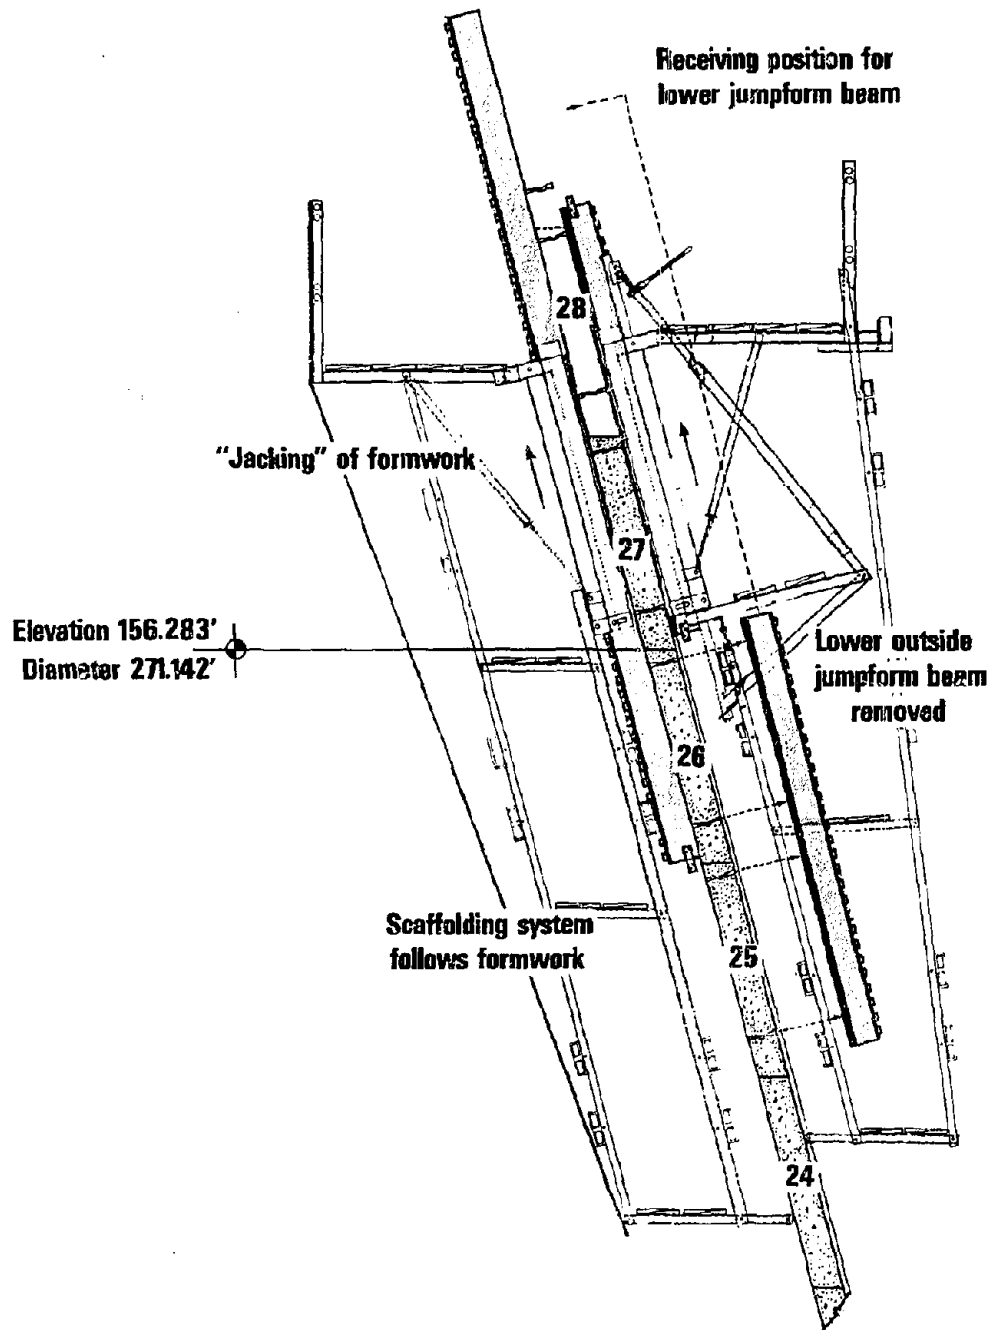 Receiving position for
lower jumpform beam
28
"Jacking" of formwork
27
Elevation 156.283'
Diameter 271.142'
Lower outside
jumpform beam
removed
26
Scaffolding system
follows formwork
25
24